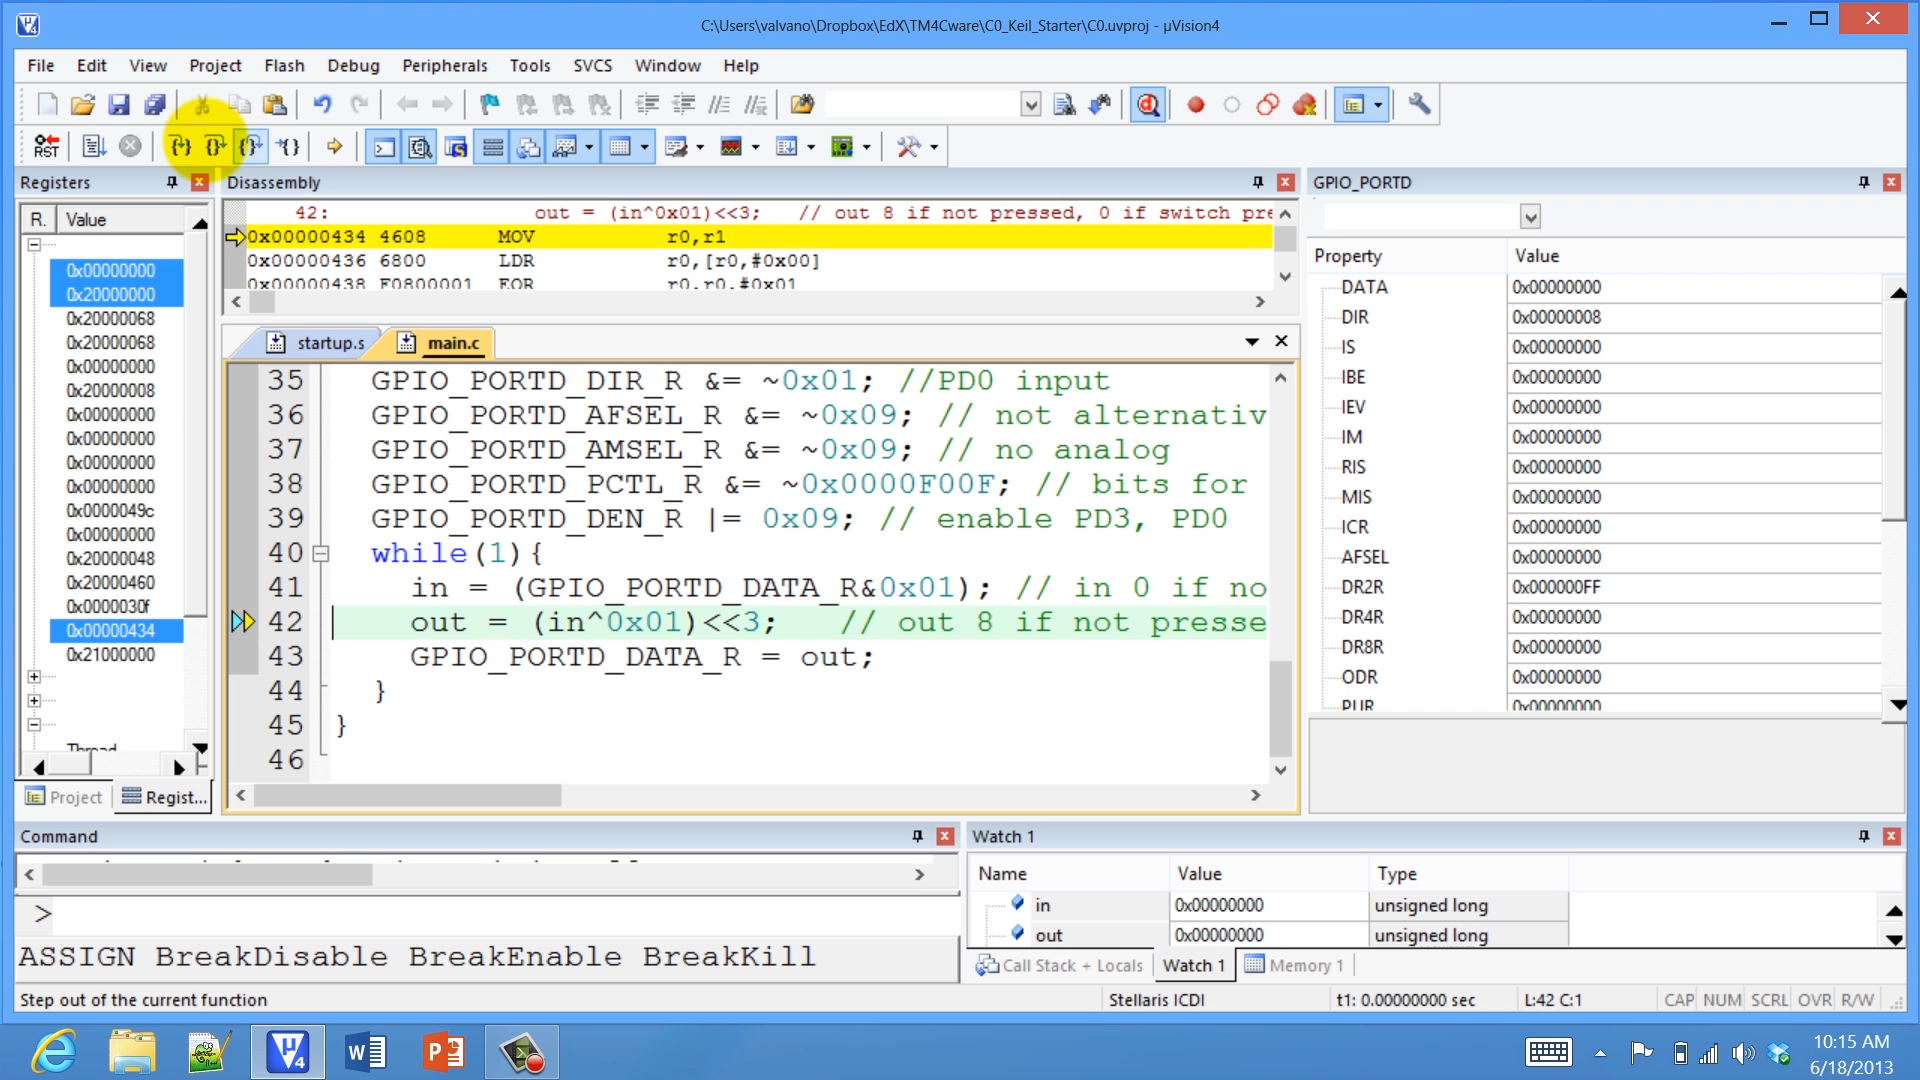 C:\Users\valvano\Dropbox\EdX\TM4Cware\C0_Keil_Starter\C0.uvproj - µVision4
File Edit View Project Flash Debug Peripherals Tools SVCS Window Help
RST
Registers
R. Value
0x00000000
0x20000000
0x20000068
0x20000068
0x00000000
0x20000008
0x00000000
0x00000000
0x00000000
0x00000000
0x0000049c
0x00000000
0x20000048
0x20000460
0x0000030f
0x00000434
0x21000000
Thread
Project Regist...
Disassembly
42: out = (in^0x01)<<3; // out 8 if not pressed, 0 if switch pre
0x00000434 4608 MOV r0,r1
0x00000436 6800 LDR r0,[r0,#0x00]
0x00000438 F0800001 EOR r0,r0,#0x01
startup.s main.c
35 GPIO_PORTD_DIR_R &= ~0x01; //PD0 input
36 GPIO_PORTD_AFSEL_R &= ~0x09; // not alternativ
37 GPIO_PORTD_AMSEL_R &= ~0x09; // no analog
38 GPIO_PORTD_PCTL_R &= ~0x0000F00F; // bits for
39 GPIO_PORTD_DEN_R |= 0x09; // enable PD3, PD0
40 while(1){
41 in = (GPIO_PORTD_DATA_R&0x01); // in 0 if no
42 out = (in^0x01)<<3; // out 8 if not presse
43 GPIO_PORTD_DATA_R = out;
44 }
45 }
46
GPIO_PORTD
Property Value
DATA 0x00000000
DIR 0x00000008
IS 0x00000000
IBE 0x00000000
IEV 0x00000000
IM 0x00000000
RIS 0x00000000
MIS 0x00000000
ICR 0x00000000
AFSEL 0x00000000
DR2R 0x000000FF
DR4R 0x00000000
DR8R 0x00000000
ODR 0x00000000
PUR 0x00000000
Command
>
ASSIGN BreakDisable BreakEnable BreakKill
Watch 1
Name Value Type
in 0x00000000 unsigned long
out 0x00000000 unsigned long
Call Stack + Locals Watch 1 Memory 1
Step out of the current function Stellaris ICDI t1: 0.00000000 sec L:42 C:1 CAP NUM SCRL OVR R/W
10:15 AM
6/18/2013